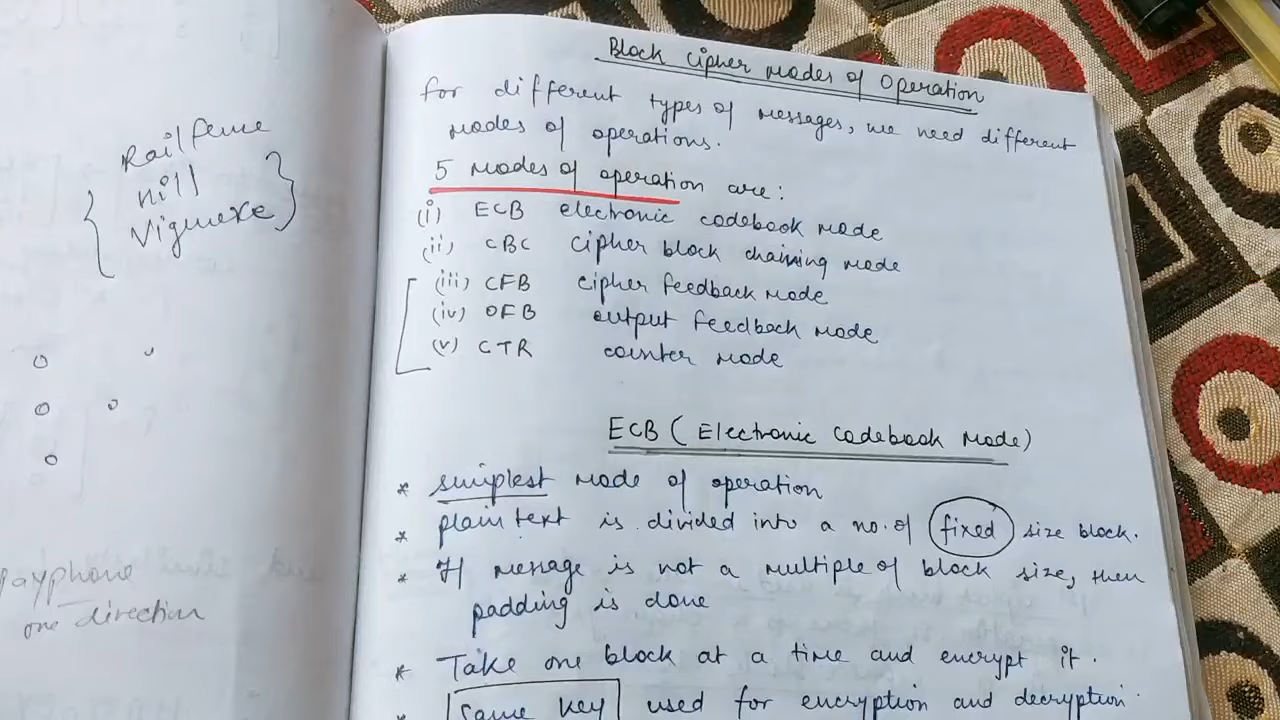 Railfence
Hill
Vignere
Payphone
one direction
Block Cipher Modes of Operation
for different types of messages, we need different
modes of operations.
5 modes of operation are:
(i) ECB electronic codebook mode
(ii) CBC cipher block chaining mode
(iii) CFB cipher feedback mode
(iv) OFB output feedback mode
(v) CTR counter mode
ECB (Electronic Codebook Mode)
* simplest mode of operation
* plain text is divided into a no. of fixed size block.
* If message is not a multiple of block size, then
padding is done
* Take one block at a time and encrypt it.
* Same key used for encryption and decryption.